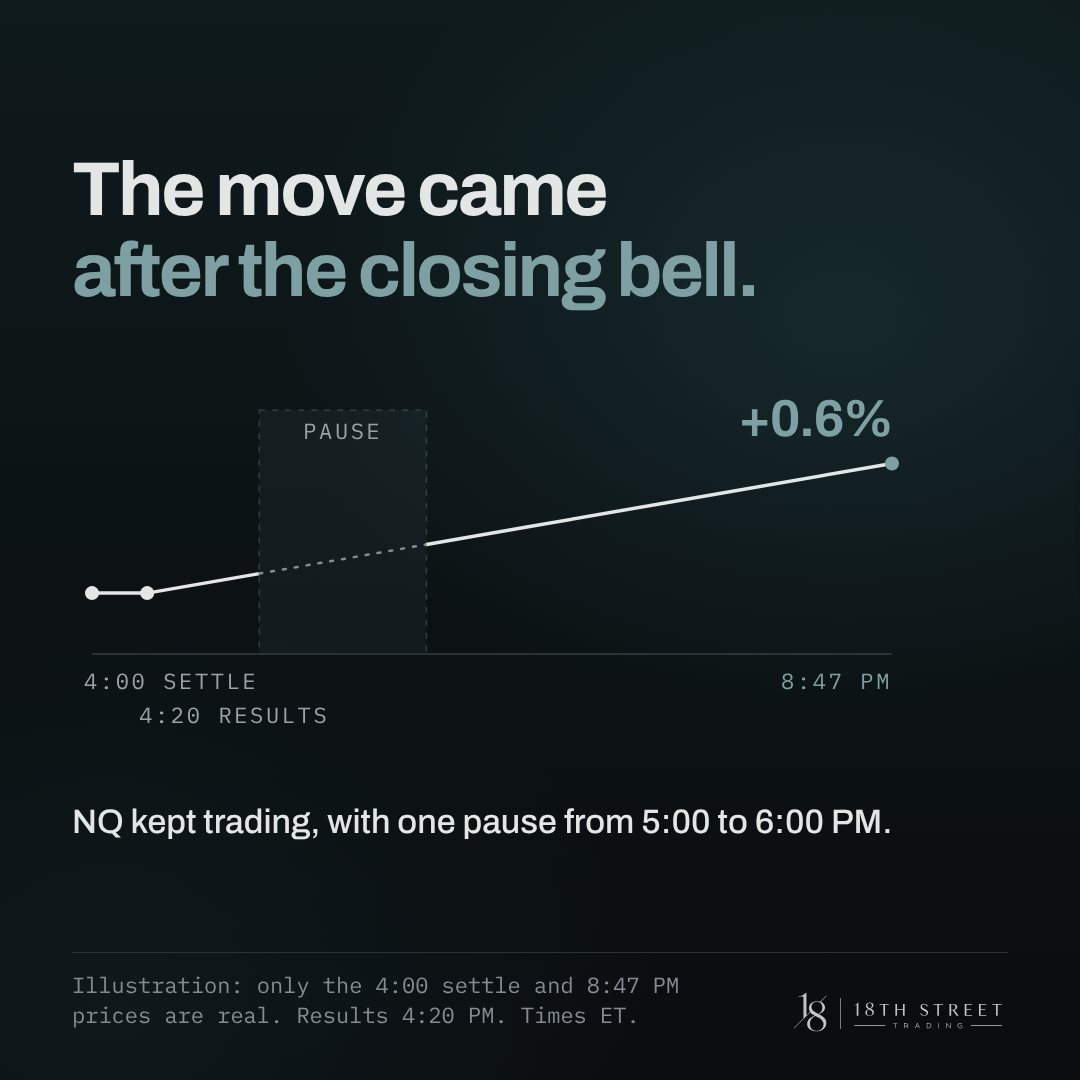 The move came
after the closing bell.
+0.6%
PAUSE
4:00 SETTLE
8:47 PM
4:20 RESULTS
NQ kept trading, with one pause from 5:00 to 6:00 PM.
Illustration: only the 4:00 settle and 8:47 PM
prices are real. Results 4:20 PM. Times ET.
18
18TH STREET
TRADING